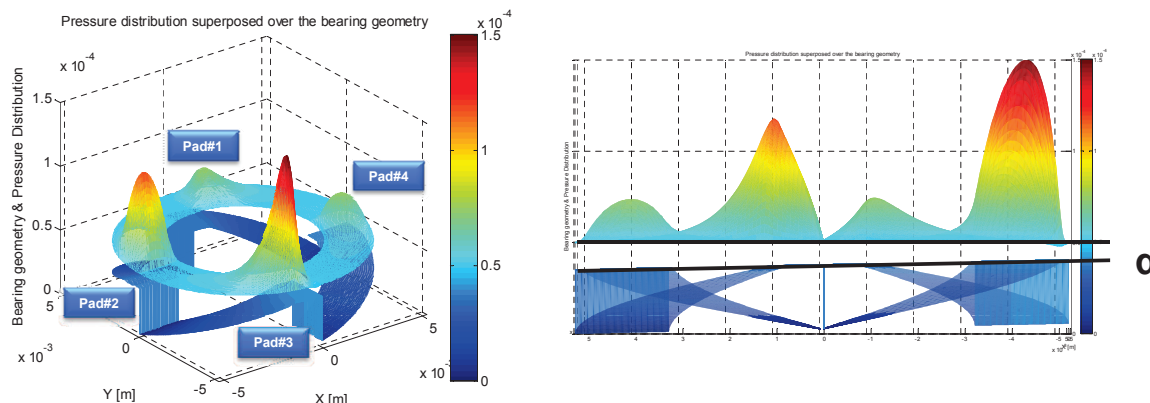 Pressure distribution superposed over the bearing geometry
x 10⁻⁴
1.5
1
0.5
0
Bearing geometry & Pressure Distribution
Pad#1
Pad#4
Pad#2
Pad#3
5
0
-5
x 10⁻³
Y [m]
-5
0
5
X [m]
x 10⁻⁴
1.5
1
0.5
0
Pressure distribution superposed over the bearing geometry
Bearing geometry & Pressure Distribution
5 4 3 2 1 0 -1 -2 -3 -4